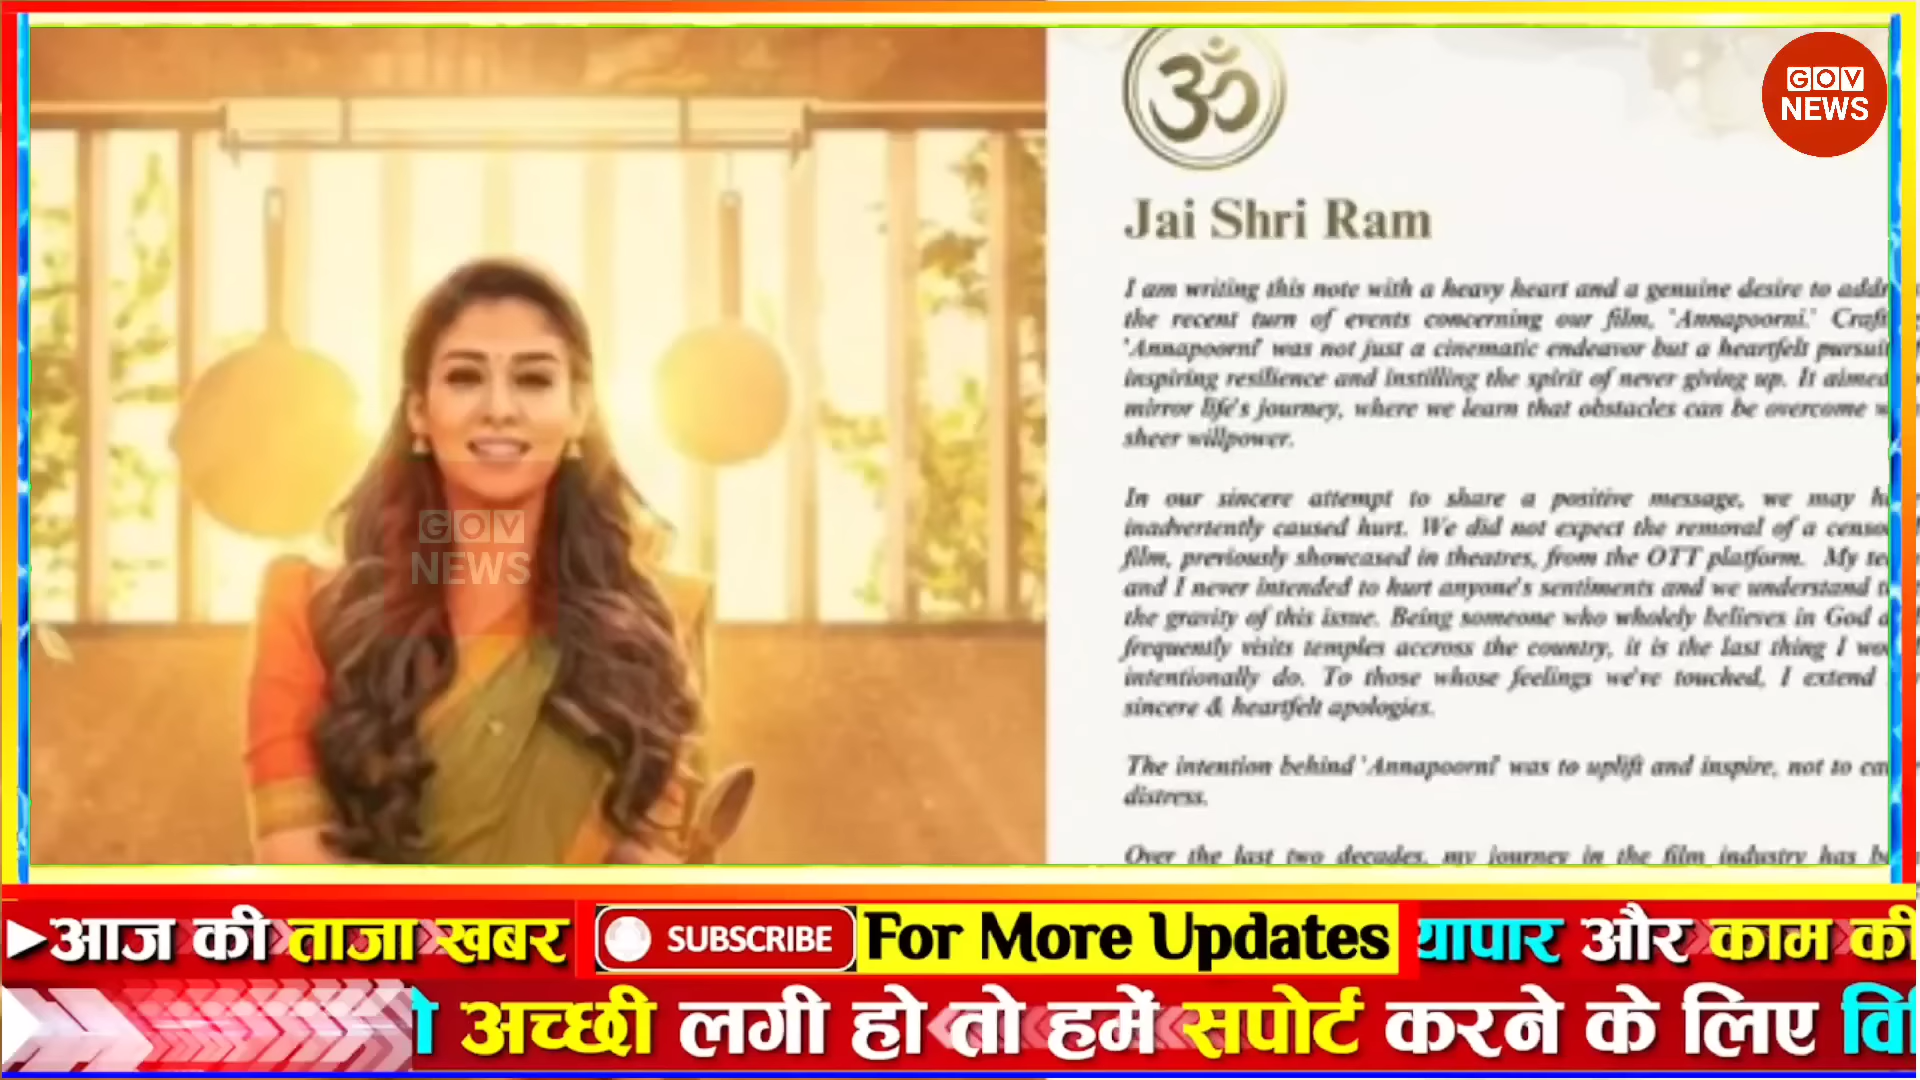 GOV
NEWS
ॐ
Jai Shri Ram
I am writing this note with a heavy heart and a genuine desire to
the recent turn of events concerning our film, 'Annapoorni.'
'Annapoorni' was not just a cinematic endeavor but a heartfelt
inspiring resilience and instilling the spirit of never giving up. It aimed
mirror life's journey, where we learn that obstacles can be overcome
sheer willpower.
In our sincere attempt to share a positive message, we may
inadvertently caused hurt. We did not expect the removal of a
film, previously showcased in theatres, from the OTT platform. My
and I never intended to hurt anyone's sentiments and we understand
the gravity of this issue. Being someone who wholely believes in God
frequently visits temples accross the country, it is the last thing I
intentionally do. To those whose feelings we've touched, I extend
sincere & heartfelt apologies.
The intention behind 'Annapoorni' was to uplift and inspire, not to
distress.
Over the last two decades, my journey in the film industry has
GOV
NEWS
आज की ताजा खबर SUBSCRIBE For More Updates और काम की
अच्छी लगी हो तो हमें सपोर्ट करने के लिए